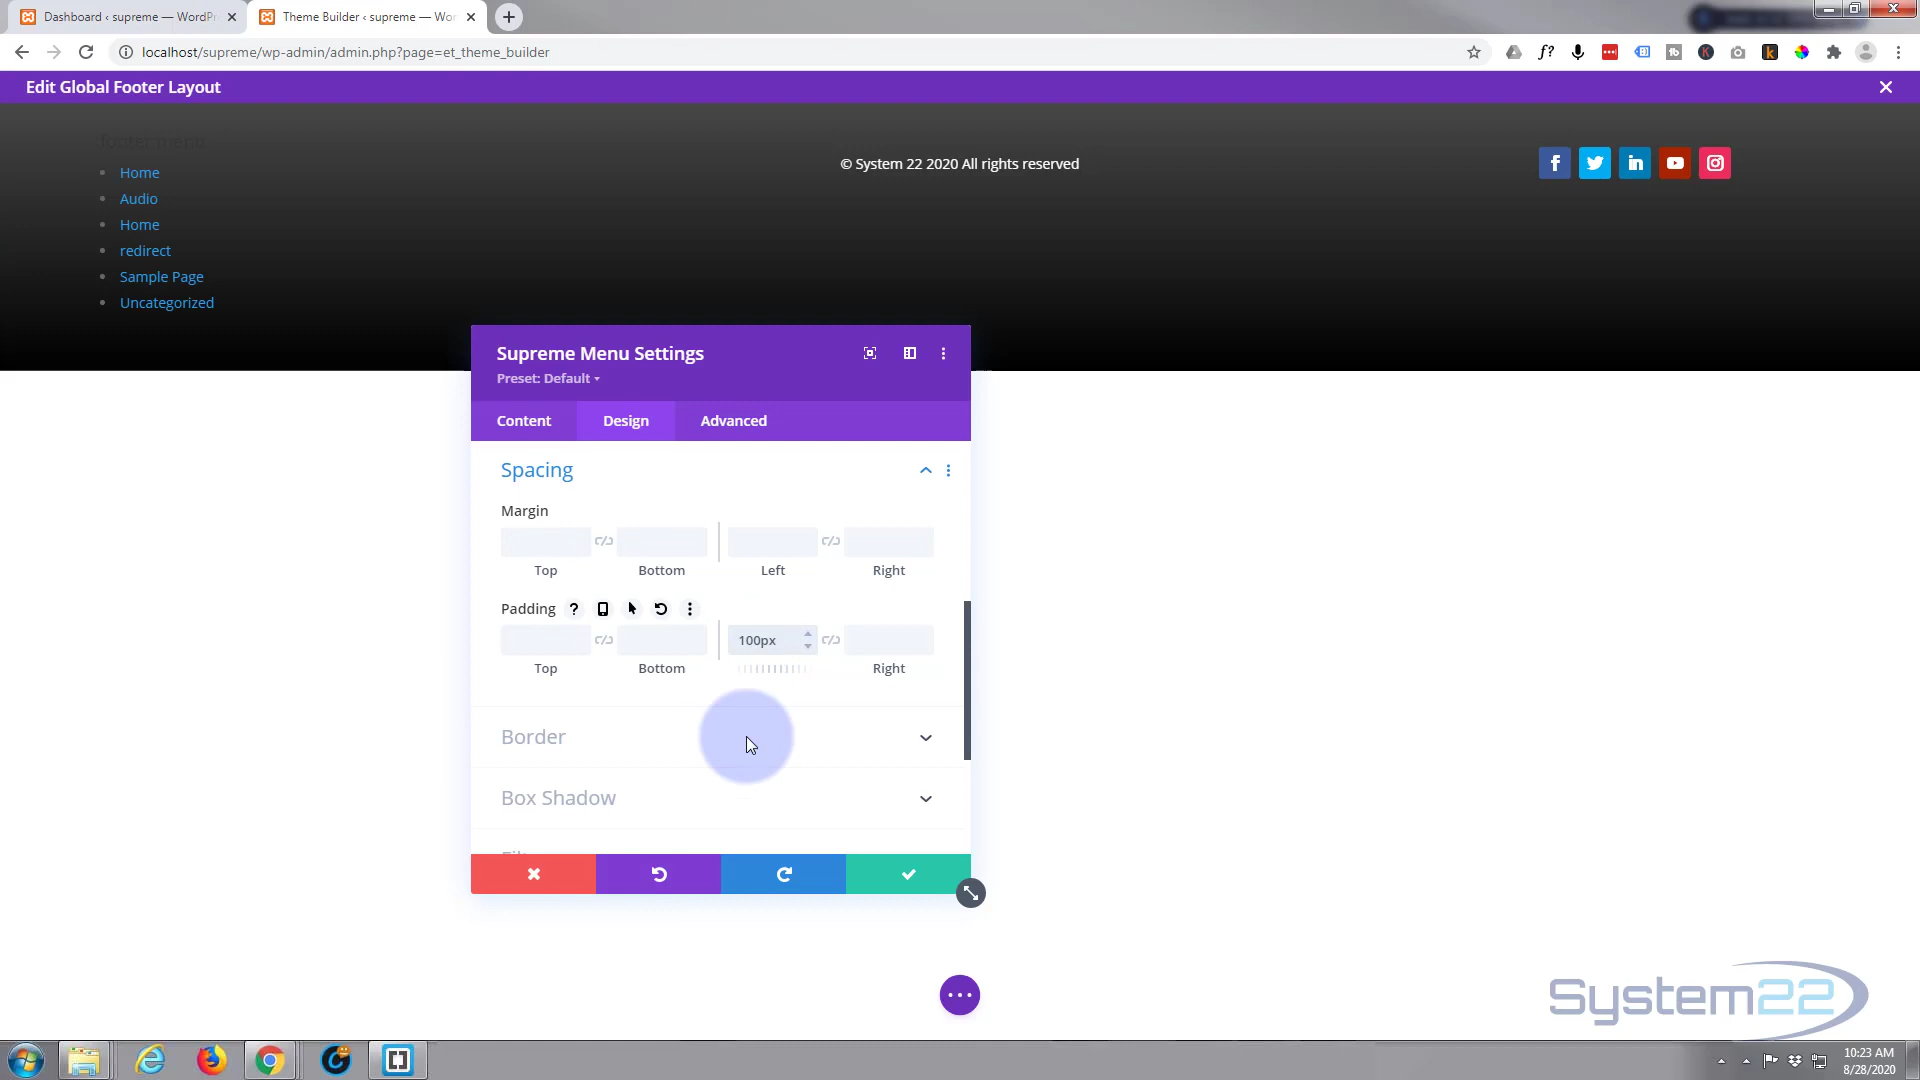 Dashboard ‹ supreme — WordPr
Theme Builder ‹ supreme — Wor
localhost/supreme/wp-admin/admin.php?page=et_theme_builder
Edit Global Footer Layout
footer menu
Home
Audio
Home
redirect
Sample Page
Uncategorized
© System 22 2020 All rights reserved
Supreme Menu Settings
Preset: Default
Content
Design
Advanced
Spacing
Margin
Top
Bottom
Left
Right
Padding
100px
Top
Bottom
Right
Border
Box Shadow
System22
10:23 AM
8/28/2020